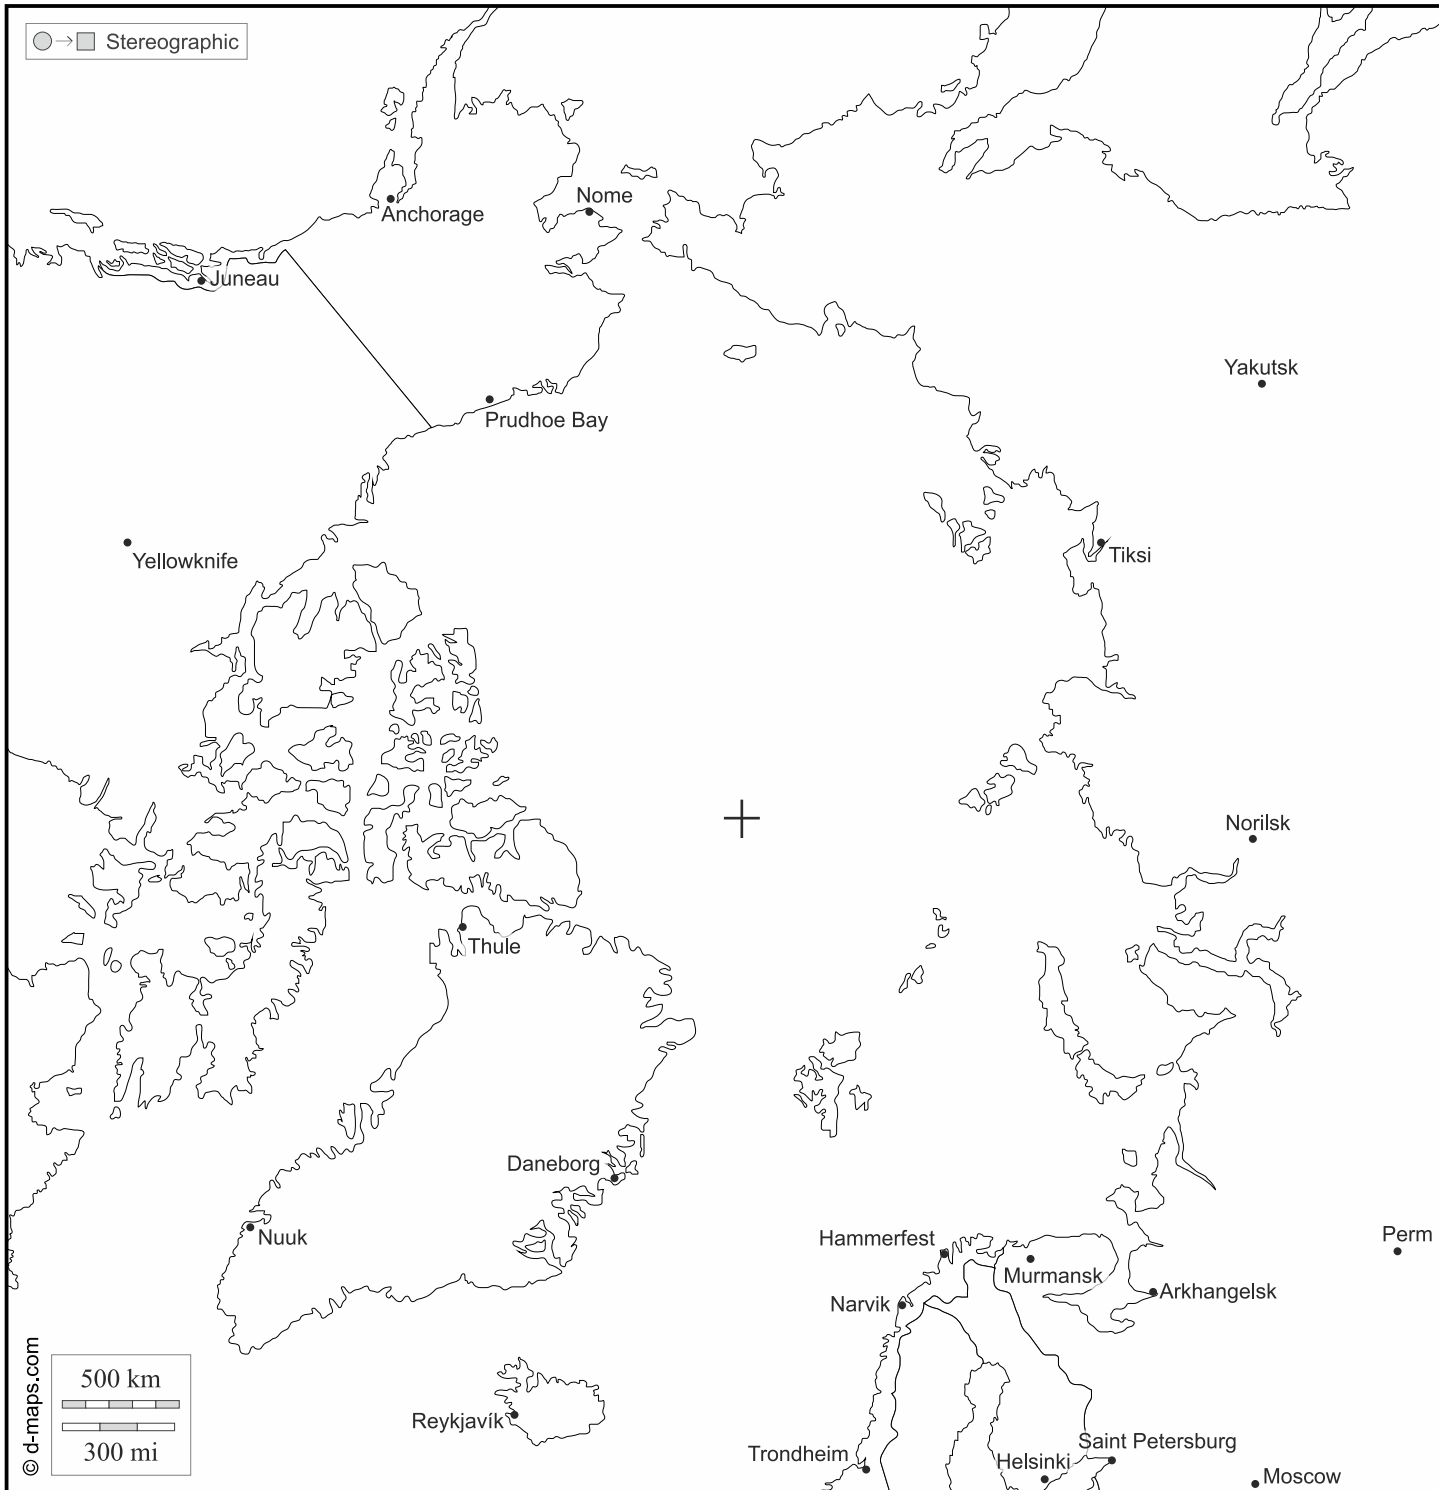 Stereographic
Nome
Anchorage
Juneau
Yakutsk
Prudhoe Bay
Yellowknife
Tiksi
Norilsk
Thule
Daneborg
Nuuk
Hammerfest
Perm
Murmansk
Arkhangelsk
Narvik
500 km
300 mi
© d-maps.com
Reykjavík
Trondheim
Saint Petersburg
Helsinki
Moscow